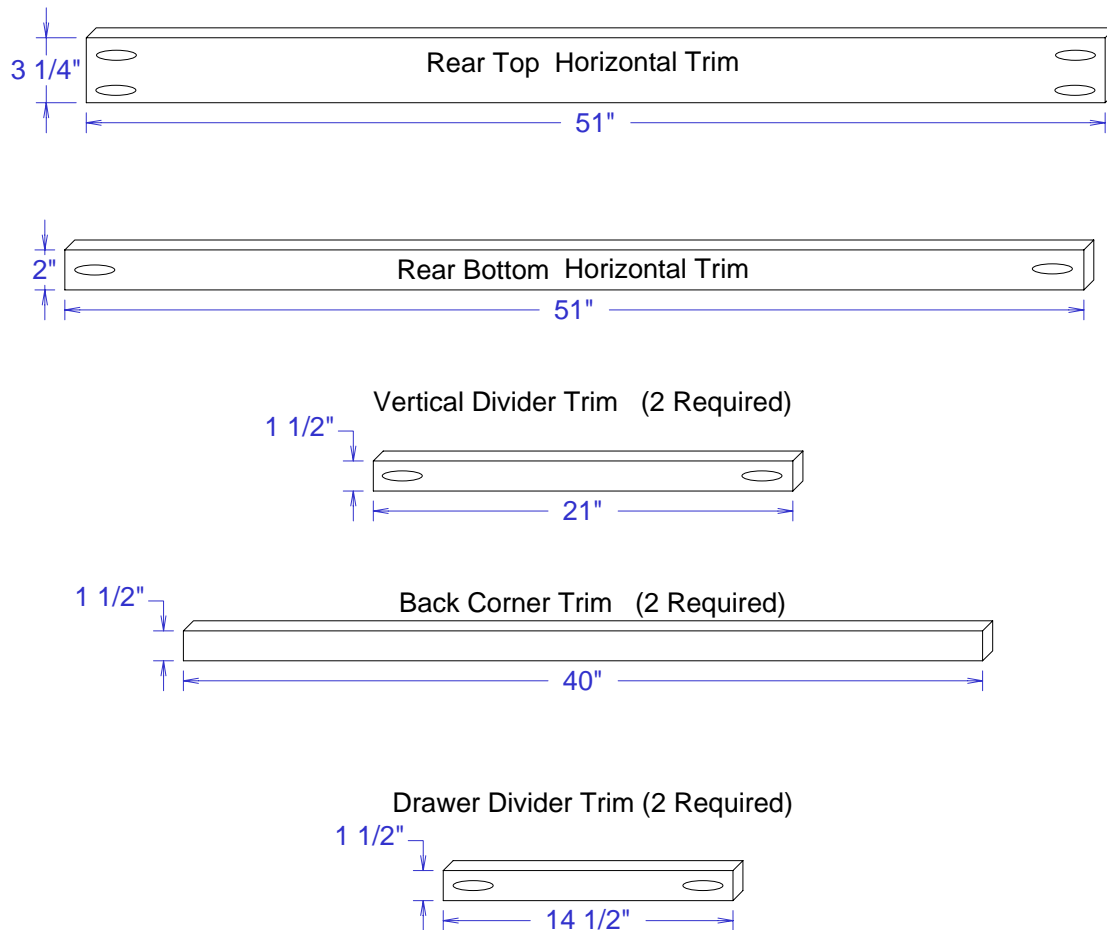 Rear Top Horizontal Trim
3 1/4"
51"
Rear Bottom Horizontal Trim
2"
51"
Vertical Divider Trim (2 Required)
1 1/2"
21"
Back Corner Trim (2 Required)
1 1/2"
40"
Drawer Divider Trim (2 Required)
1 1/2"
14 1/2"